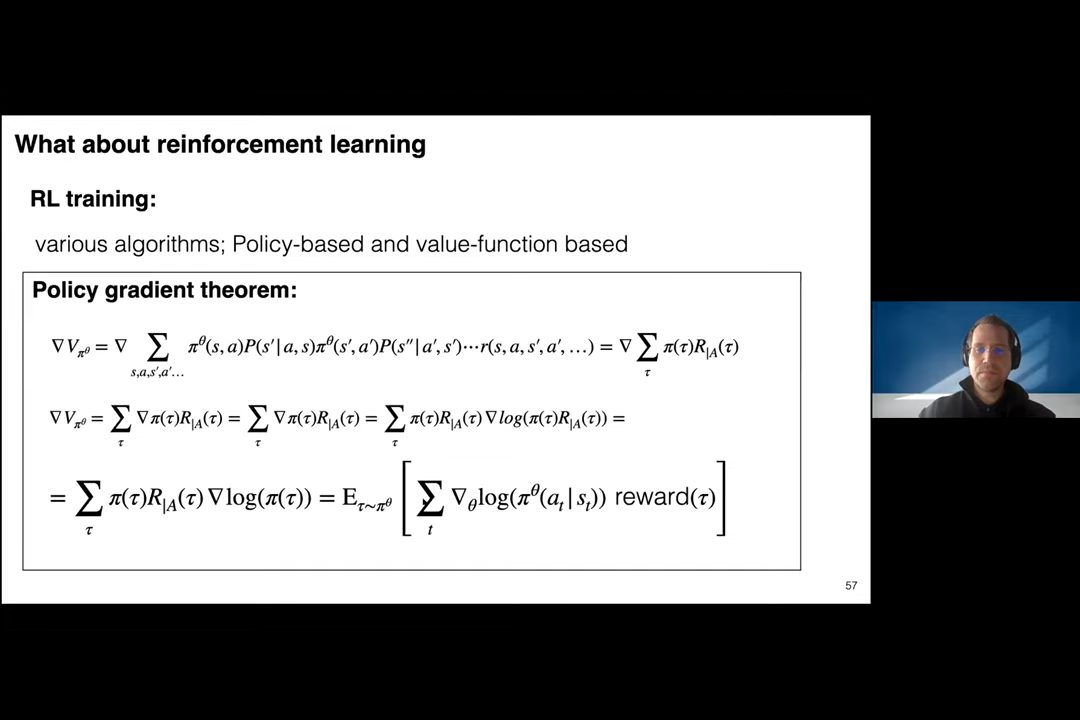 What about reinforcement learning
RL training:
various algorithms; Policy-based and value-function based
Policy gradient theorem:
∇V_{π^θ} = ∇ ∑_{s,a,s′,a′…} π^θ(s, a)P(s′|a, s)π^θ(s′, a′)P(s″|a′, s′)⋯r(s, a, s′, a′, …) = ∇∑_τ π(τ)R_{|A}(τ)
∇V_{π^θ} = ∑_τ ∇π(τ)R_{|A}(τ) = ∑_τ ∇π(τ)R_{|A}(τ) = ∑_τ π(τ)R_{|A}(τ)∇log(π(τ)R_{|A}(τ)) =
= ∑_τ π(τ)R_{|A}(τ)∇log(π(τ)) = E_{τ∼π^θ} [∑_t ∇_θ log(π^θ(a_t|s_t)) reward(τ)]
57